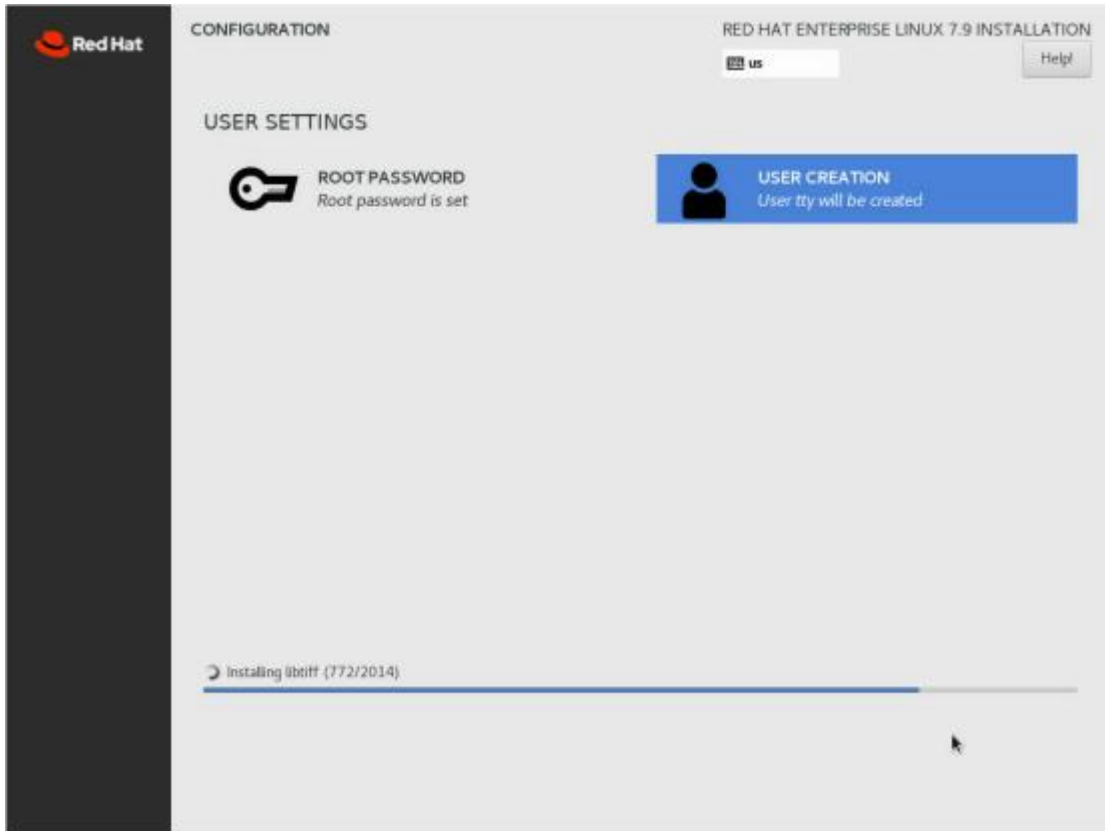 Red Hat
CONFIGURATION
RED HAT ENTERPRISE LINUX 7.9 INSTALLATION
us
Help!
USER SETTINGS
ROOT PASSWORD
Root password is set
USER CREATION
User tty will be created
Installing libtiff (772/2014)